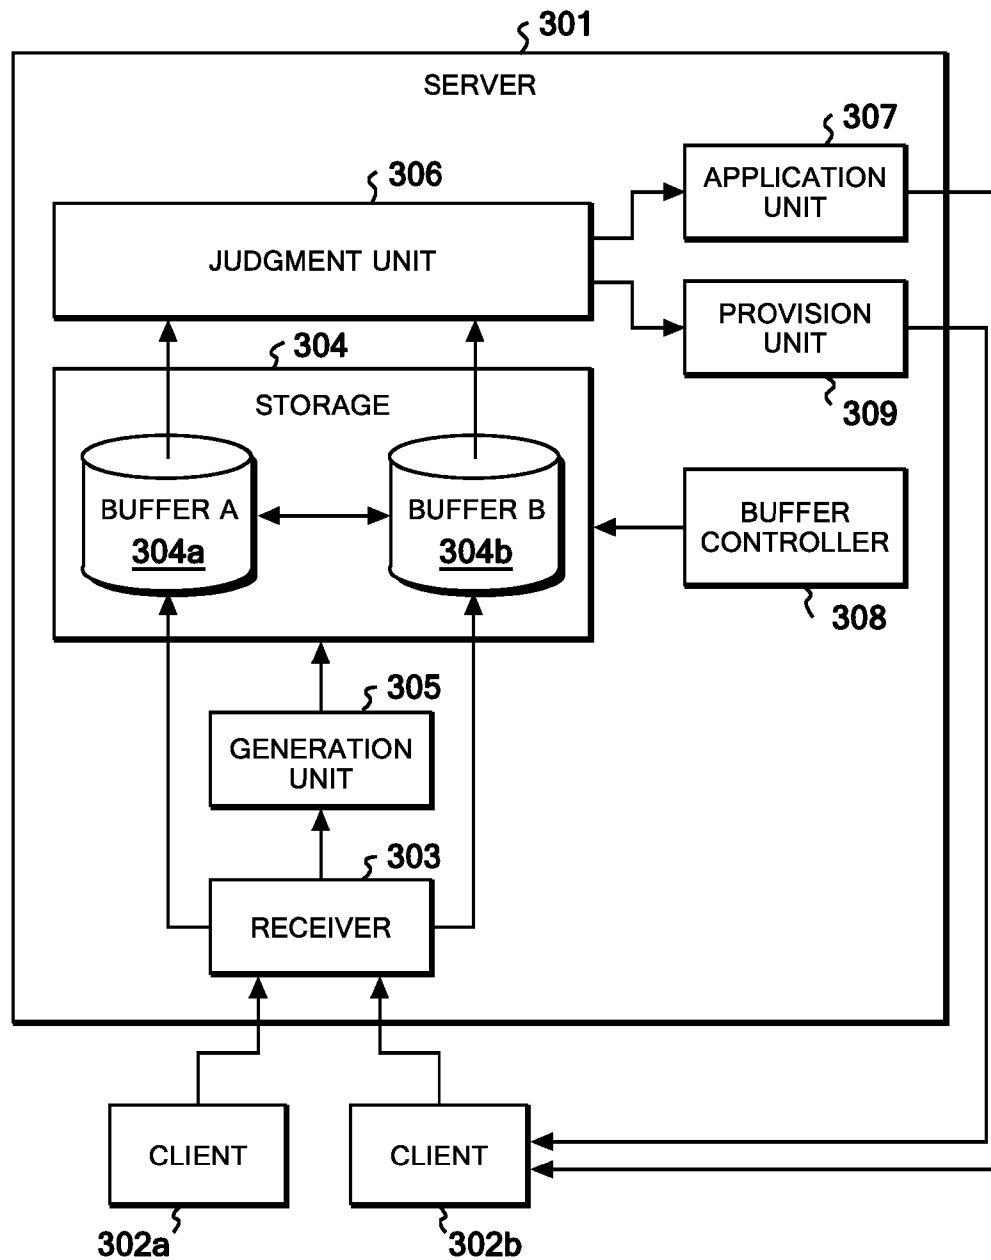 301
SERVER
307
APPLICATION
UNIT
306
JUDGMENT UNIT
PROVISION
UNIT
309
304
STORAGE
BUFFER A
304a
BUFFER B
304b
BUFFER
CONTROLLER
308
305
GENERATION
UNIT
303
RECEIVER
CLIENT
302a
CLIENT
302b